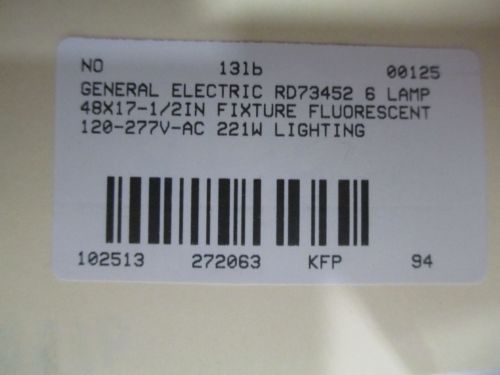 NO 13lb 00125
GENERAL ELECTRIC RD73452 6 LAMP
48X17-1/2IN FIXTURE FLUORESCENT
120-277V-AC 221W LIGHTING
102513 272063 KFP 94